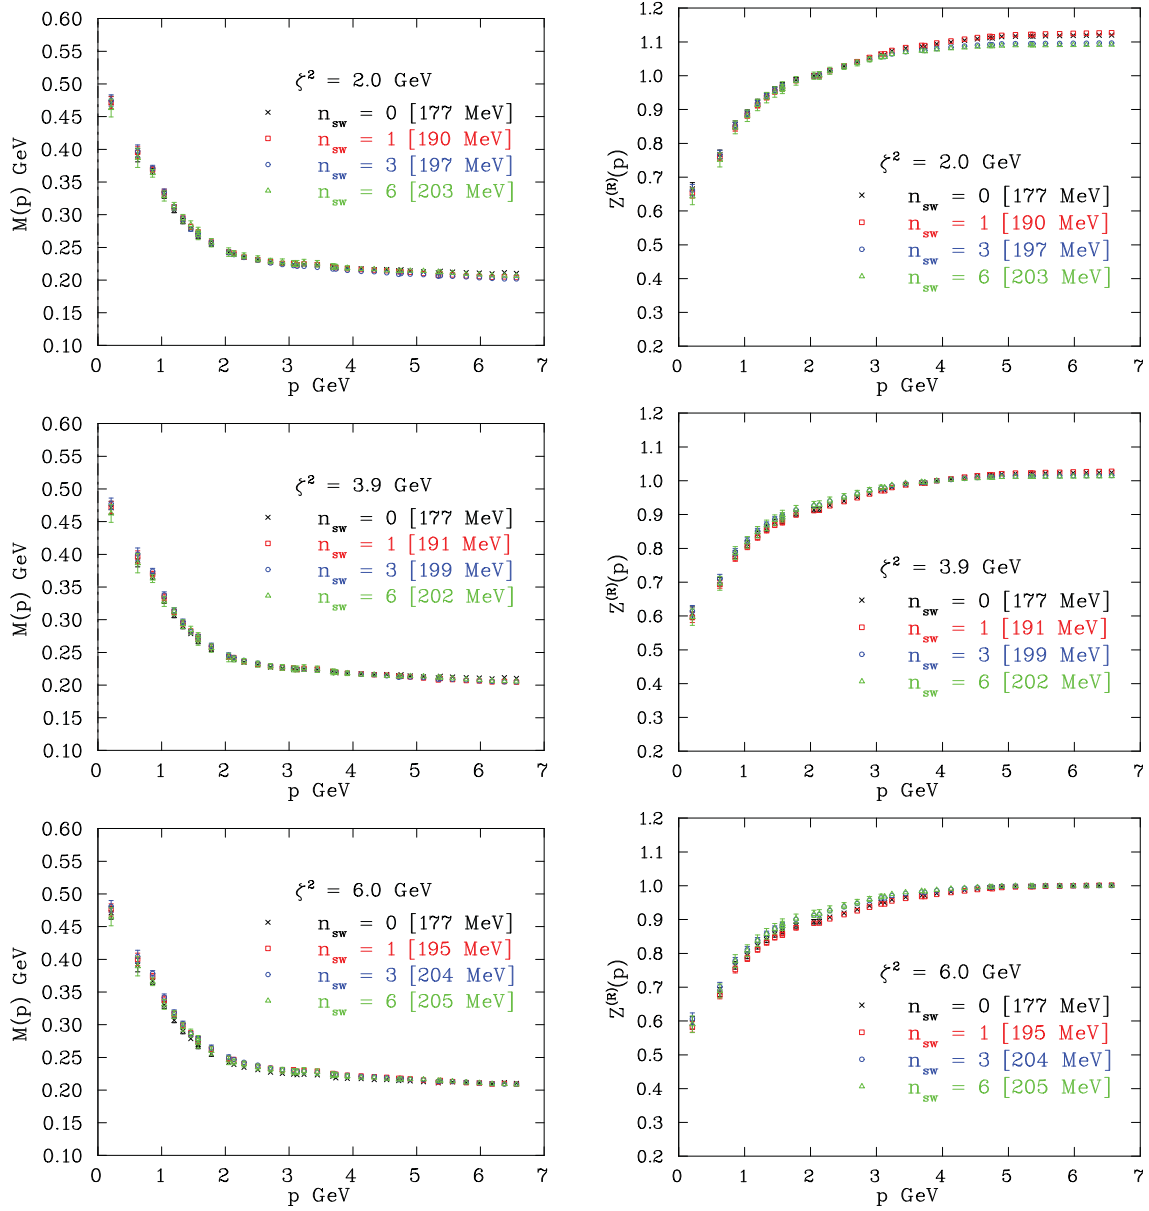 0.60
0.55
0.50
0.45
0.40
0.35
0.30
0.25
0.20
0.15
0.10
M(p) GeV
ζ² = 2.0 GeV
n_sw = 0 [177 MeV]
n_sw = 1 [190 MeV]
n_sw = 3 [197 MeV]
n_sw = 6 [203 MeV]
0 1 2 3 4 5 6 7
p GeV
1.2
1.1
1.0
0.9
0.8
0.7
0.6
0.5
0.4
0.3
0.2
Z^(R)(p)
ζ² = 2.0 GeV
n_sw = 0 [177 MeV]
n_sw = 1 [190 MeV]
n_sw = 3 [197 MeV]
n_sw = 6 [203 MeV]
0 1 2 3 4 5 6 7
p GeV
0.60
0.55
0.50
0.45
0.40
0.35
0.30
0.25
0.20
0.15
0.10
M(p) GeV
ζ² = 3.9 GeV
n_sw = 0 [177 MeV]
n_sw = 1 [191 MeV]
n_sw = 3 [199 MeV]
n_sw = 6 [202 MeV]
0 1 2 3 4 5 6 7
p GeV
1.2
1.1
1.0
0.9
0.8
0.7
0.6
0.5
0.4
0.3
0.2
Z^(R)(p)
ζ² = 3.9 GeV
n_sw = 0 [177 MeV]
n_sw = 1 [191 MeV]
n_sw = 3 [199 MeV]
n_sw = 6 [202 MeV]
0 1 2 3 4 5 6 7
p GeV
0.60
0.55
0.50
0.45
0.40
0.35
0.30
0.25
0.20
0.15
0.10
M(p) GeV
ζ² = 6.0 GeV
n_sw = 0 [177 MeV]
n_sw = 1 [195 MeV]
n_sw = 3 [204 MeV]
n_sw = 6 [205 MeV]
0 1 2 3 4 5 6 7
p GeV
1.2
1.1
1.0
0.9
0.8
0.7
0.6
0.5
0.4
0.3
0.2
Z^(R)(p)
ζ² = 6.0 GeV
n_sw = 0 [177 MeV]
n_sw = 1 [195 MeV]
n_sw = 3 [204 MeV]
n_sw = 6 [205 MeV]
0 1 2 3 4 5 6 7
p GeV